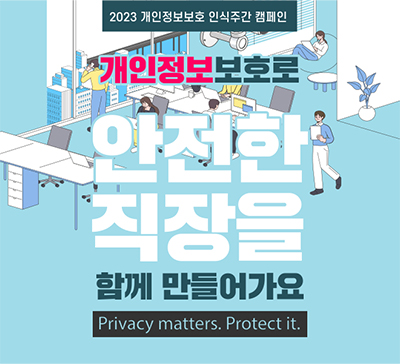 2023 개인정보보호 인식주간 캠페인
개인정보보호로
안전한
직장을
함께 만들어가요
Privacy matters. Protect it.